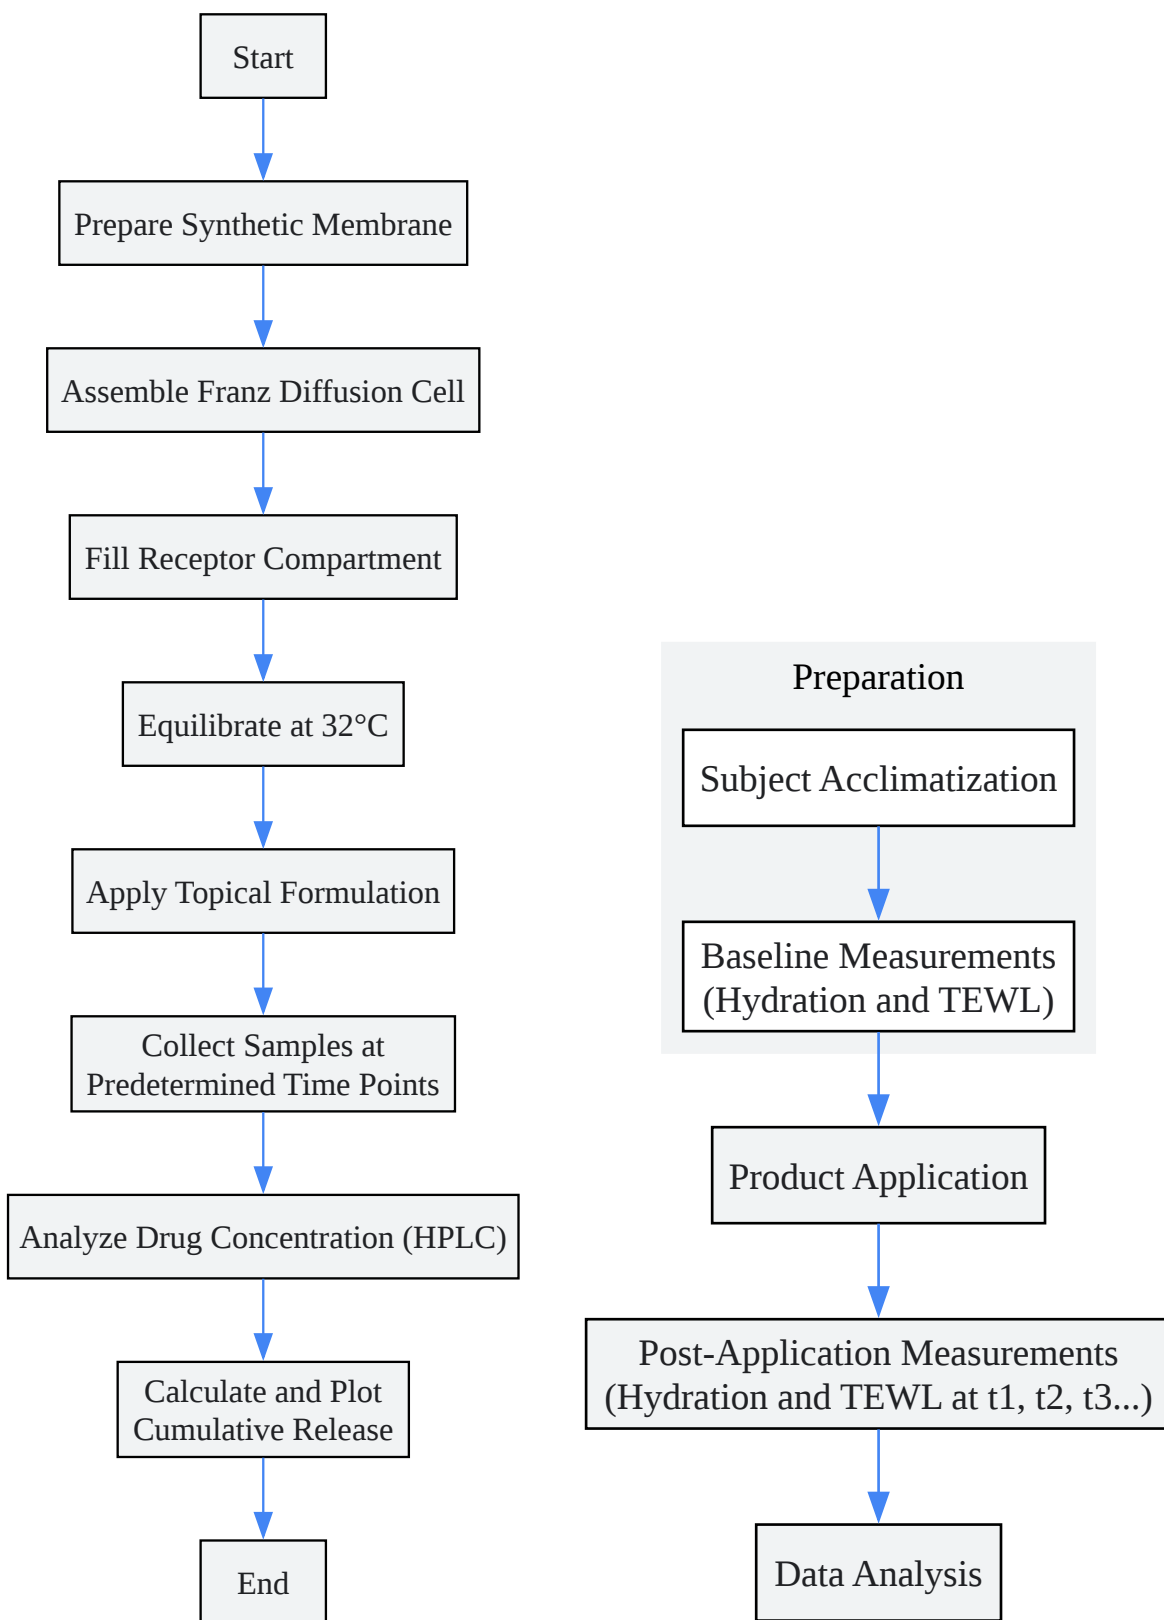 Start
Prepare Synthetic Membrane
Assemble Franz Diffusion Cell
Fill Receptor Compartment
Equilibrate at 32°C
Apply Topical Formulation
Collect Samples at
Predetermined Time Points
Analyze Drug Concentration (HPLC)
Calculate and Plot
Cumulative Release
End
Preparation
Subject Acclimatization
Baseline Measurements
(Hydration and TEWL)
Product Application
Post-Application Measurements
(Hydration and TEWL at t1, t2, t3...)
Data Analysis